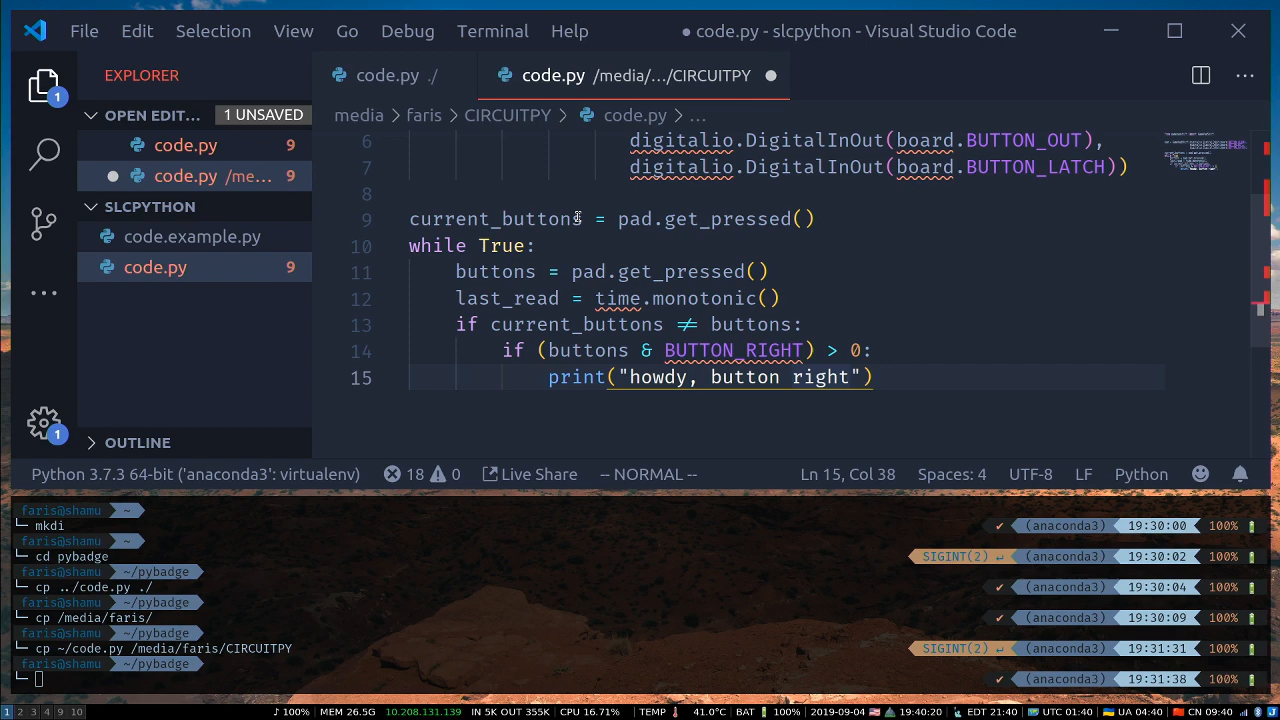 File Edit Selection View Go Debug Terminal Help ● code.py - slcpython - Visual Studio Code
EXPLORER
code.py ./
code.py /media/…/CIRCUITPY
OPEN EDIT… 1 UNSAVED
media > faris > CIRCUITPY > code.py > …
code.py 9
code.py /me… 9
SLCPYTHON
code.example.py
code.py 9
OUTLINE
1
1
6 digitalio.DigitalInOut(board.BUTTON_OUT),
7 digitalio.DigitalInOut(board.BUTTON_LATCH))
8
9 current_buttons = pad.get_pressed()
10 while True:
11 buttons = pad.get_pressed()
12 last_read = time.monotonic()
13 if current_buttons ≠ buttons:
14 if (buttons & BUTTON_RIGHT) > 0:
15 print("howdy, button right")
Python 3.7.3 64-bit ('anaconda3': virtualenv) 18 0 Live Share -- NORMAL -- Ln 15, Col 38 Spaces: 4 UTF-8 LF Python
faris@shamu ~
mkdi ✔ (anaconda3) 19:30:00 100%
faris@shamu ~
cd pybadge SIGINT(2) ↵ (anaconda3) 19:30:02 100%
faris@shamu ~/pybadge
cp ../code.py ./ ✔ (anaconda3) 19:30:04 100%
faris@shamu ~/pybadge
cp /media/faris/ ✔ (anaconda3) 19:30:09 100%
faris@shamu ~/pybadge
cp ~/code.py /media/faris/CIRCUITPY SIGINT(2) ↵ (anaconda3) 19:31:31 100%
faris@shamu ~/pybadge
✔ (anaconda3) 19:31:38 100%
1 2 3 4 9 10 ♪ 100% MEM 26.5G 10.208.131.139 IN 5K OUT 355K CPU 16.71% TEMP 41.0°C BAT 100% 2019-09-04 19:40:20 EDT 21:40 UTC 01:40 UA 04:40 CN 09:40